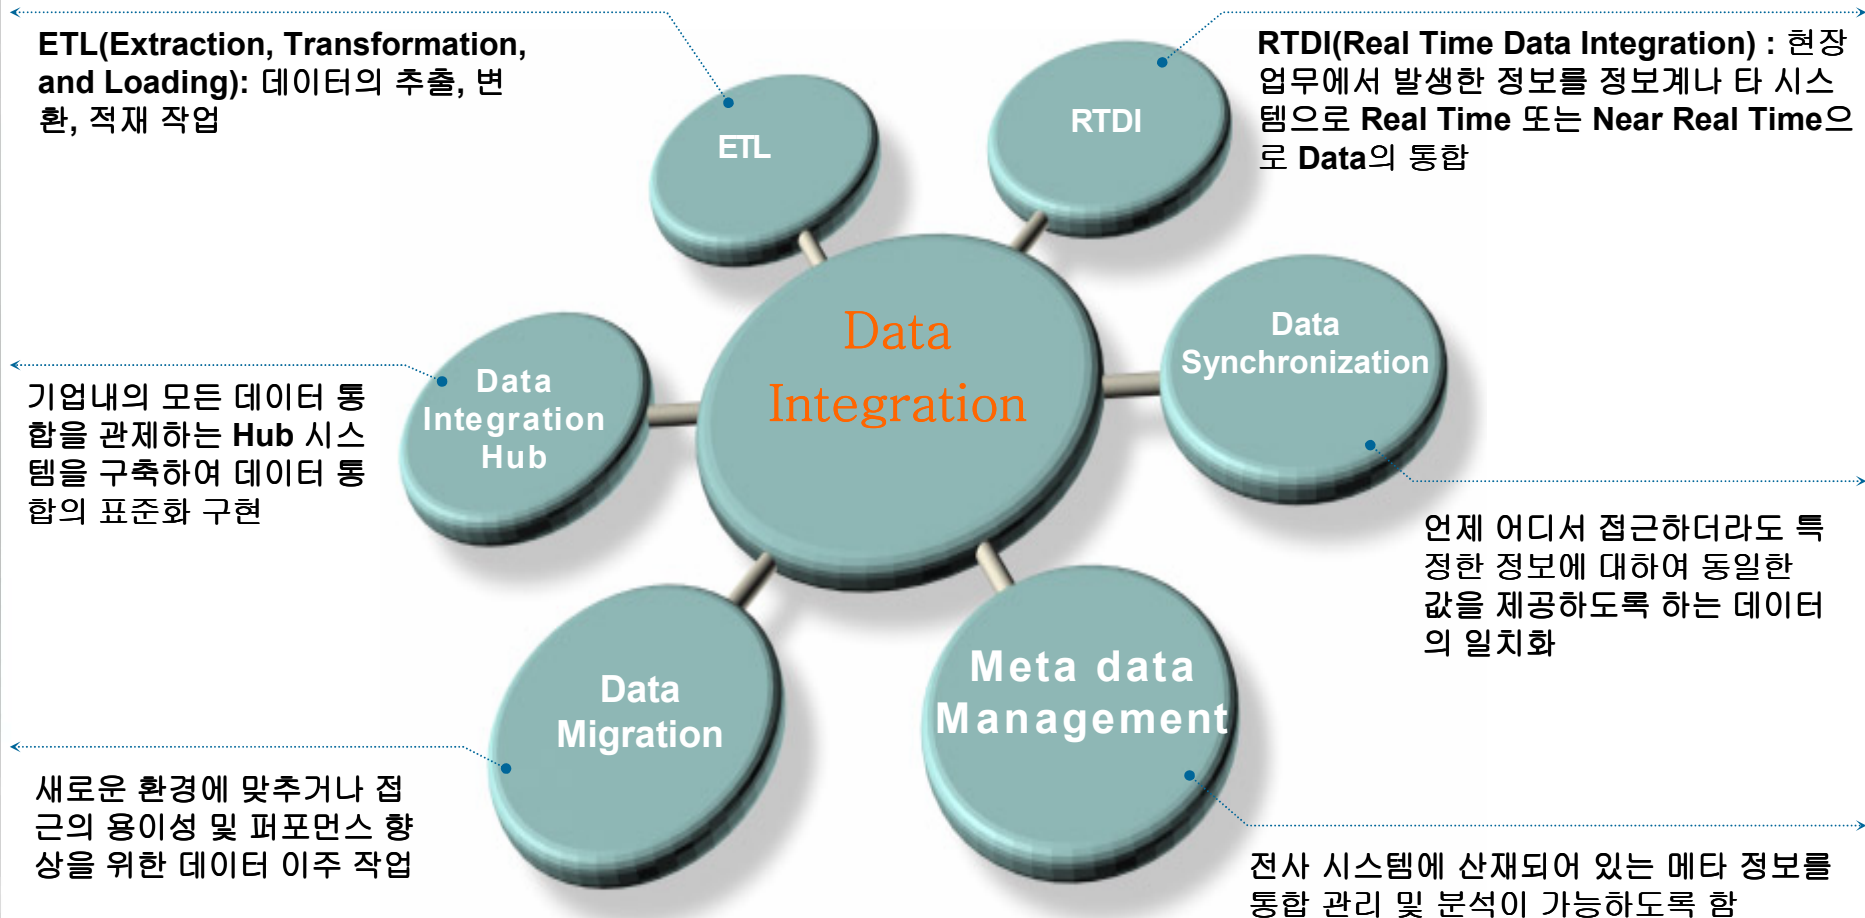 ETL(Extraction, Transformation,
and Loading): 데이터의 추출, 변
환, 적재 작업
RTDI(Real Time Data Integration) : 현장
업무에서 발생한 정보를 정보계나 타 시스
템으로 Real Time 또는 Near Real Time으
로 Data의 통합
ETL
RTDI
Data
Integration
Data
Synchronization
Data
Integration
Hub
기업내의 모든 데이터 통
합을 관제하는 Hub 시스
템을 구축하여 데이터 통
합의 표준화 구현
언제 어디서 접근하더라도 특
정한 정보에 대하여 동일한
값을 제공하도록 하는 데이터
의 일치화
Data
Migration
Meta data
Management
새로운 환경에 맞추거나 접
근의 용이성 및 퍼포먼스 향
상을 위한 데이터 이주 작업
전사 시스템에 산재되어 있는 메타 정보를
통합 관리 및 분석이 가능하도록 함